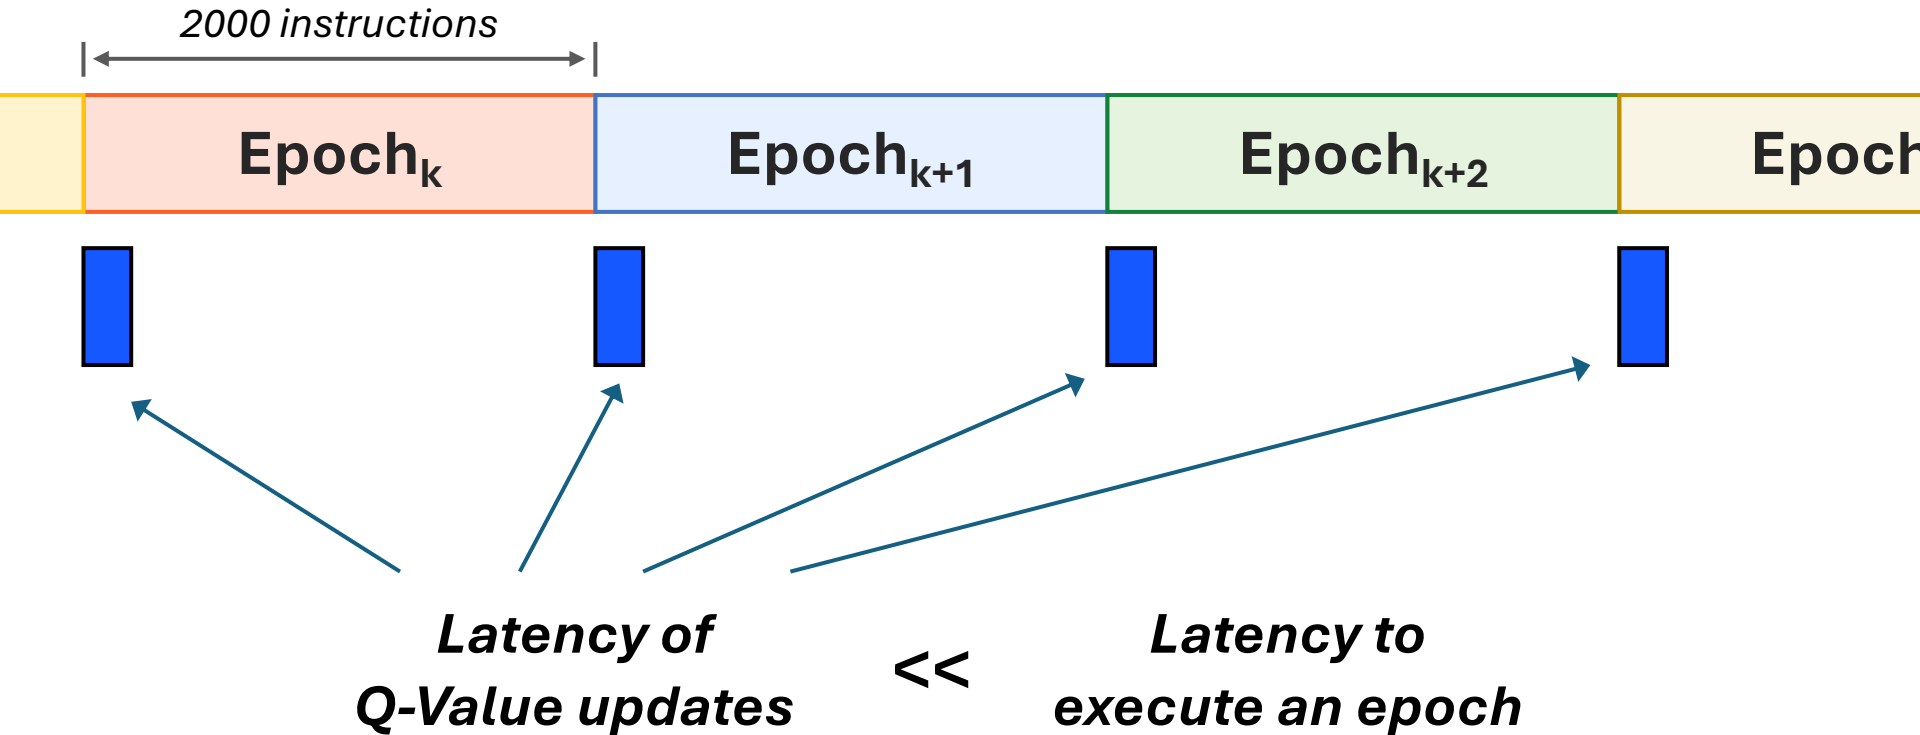 2000 instructions
Epochₖ Epochₖ₊₁ Epochₖ₊₂ Epoch
Latency of
Q-Value updates
<<
Latency to
execute an epoch